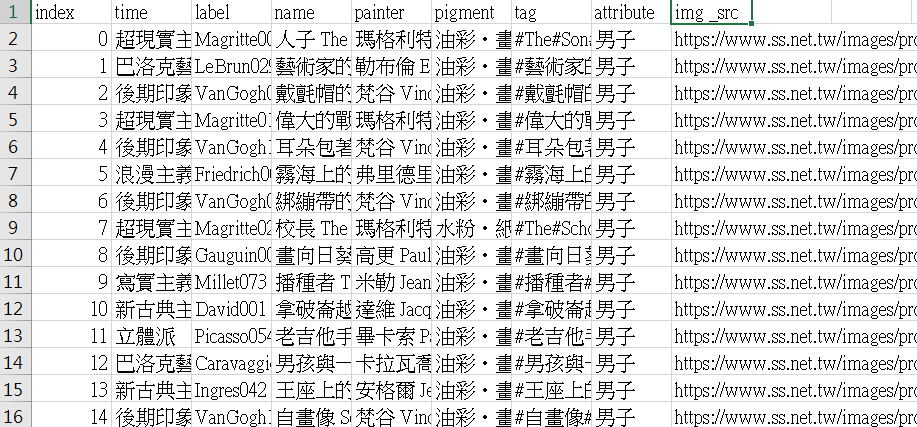 1 index time label name painter pigment tag attribute img _src
2 0 超現實主 Magritte00 人子 The 瑪格利特 油彩・畫 #The#Son 男子 https://www.ss.net.tw/images/pro
3 1 巴洛克藝 LeBrun029 藝術家的 勒布倫 E 油彩・畫 #藝術家的 男子 https://www.ss.net.tw/images/pro
4 2 後期印象 VanGogh0 戴氈帽的 梵谷 Vinc 油彩・畫 #戴氈帽的 男子 https://www.ss.net.tw/images/pro
5 3 超現實主 Magritte01 偉大的戰 瑪格利特 油彩・畫 #偉大的戰 男子 https://www.ss.net.tw/images/pro
6 4 後期印象 VanGogh1 耳朵包著 梵谷 Vinc 油彩・畫 #耳朵包著 男子 https://www.ss.net.tw/images/pro
7 5 浪漫主義 Friedrich00 霧海上的 弗里德里 油彩・畫 #霧海上的 男子 https://www.ss.net.tw/images/pro
8 6 後期印象 VanGogh0 綁繃帶的 梵谷 Vinc 油彩・畫 #綁繃帶的 男子 https://www.ss.net.tw/images/pro
9 7 超現實主 Magritte02 校長 The 瑪格利特 水粉・紙 #The#Scho 男子 https://www.ss.net.tw/images/pro
10 8 後期印象 Gauguin00 畫向日葵 高更 Paul 油彩・畫 #畫向日葵 男子 https://www.ss.net.tw/images/pro
11 9 寫實主義 Millet073 播種者 T 米勒 Jean 油彩・畫 #播種者# 男子 https://www.ss.net.tw/images/pro
12 10 新古典主 David001 拿破崙越 達維 Jacq 油彩・畫 #拿破崙越 男子 https://www.ss.net.tw/images/pro
13 11 立體派 Picasso054 老吉他手 畢卡索 Pa 油彩・畫 #老吉他手 男子 https://www.ss.net.tw/images/pro
14 12 巴洛克藝 Caravaggi 男孩與一 卡拉瓦喬 油彩・畫 #男孩與一 男子 https://www.ss.net.tw/images/pro
15 13 新古典主 Ingres042 王座上的 安格爾 Je 油彩・畫 #王座上的 男子 https://www.ss.net.tw/images/pro
16 14 後期印象 VanGogh1 自畫像 S 梵谷 Vinc 油彩・畫 #自畫像# 男子 https://www.ss.net.tw/images/pro